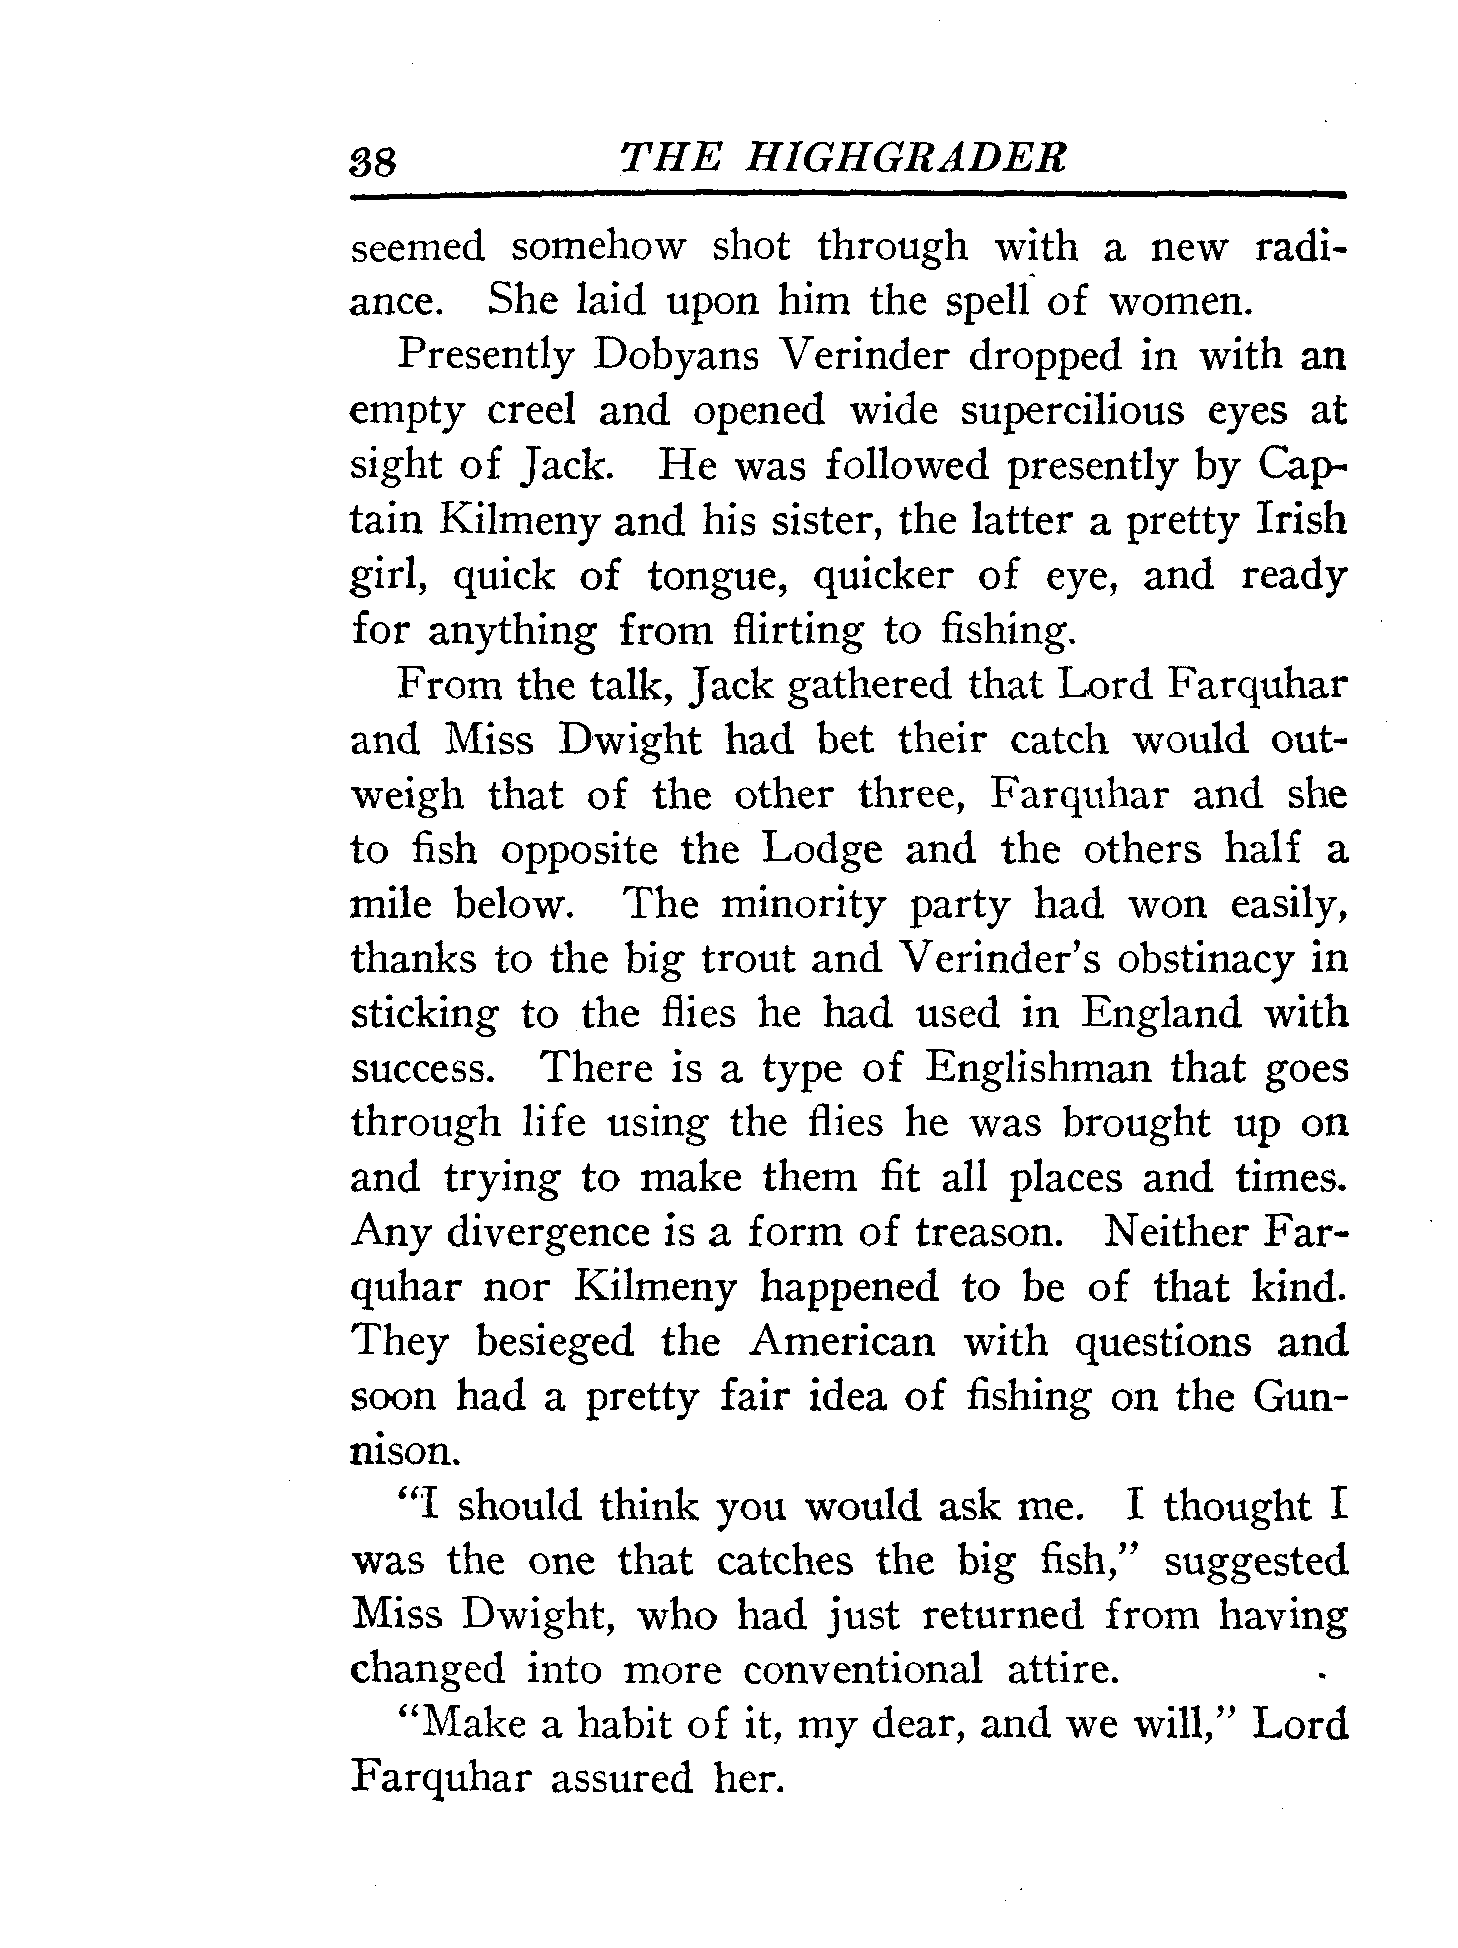 38 THE HIGHGRADER
seemed somehow shot through with a new radi-
ance. She laid upon him the spell of women.
Presently Dobyans Verinder dropped in with an
empty creel and opened wide supercilious eyes at
sight of Jack. He was followed presently by Cap-
tain Kilmeny and his sister, the latter a pretty Irish
girl, quick of tongue, quicker of eye, and ready
for anything from flirting to fishing.
From the talk, Jack gathered that Lord Farquhar
and Miss Dwight had bet their catch would out-
weigh that of the other three, Farquhar and she
to fish opposite the Lodge and the others half a
mile below. The minority party had won easily,
thanks to the big trout and Verinder's obstinacy in
sticking to the flies he had used in England with
success. There is a type of Englishman that goes
through life using the flies he was brought up on
and trying to make them fit all places and times.
Any divergence is a form of treason. Neither Far-
quhar nor Kilmeny happened to be of that kind.
They besieged the American with questions and
soon had a pretty fair idea of fishing on the Gun-
nison.
"I should think you would ask me. I thought I
was the one that catches the big fish," suggested
Miss Dwight, who had just returned from having
changed into more conventional attire.
"Make a habit of it, my dear, and we will," Lord
Farquhar assured her.